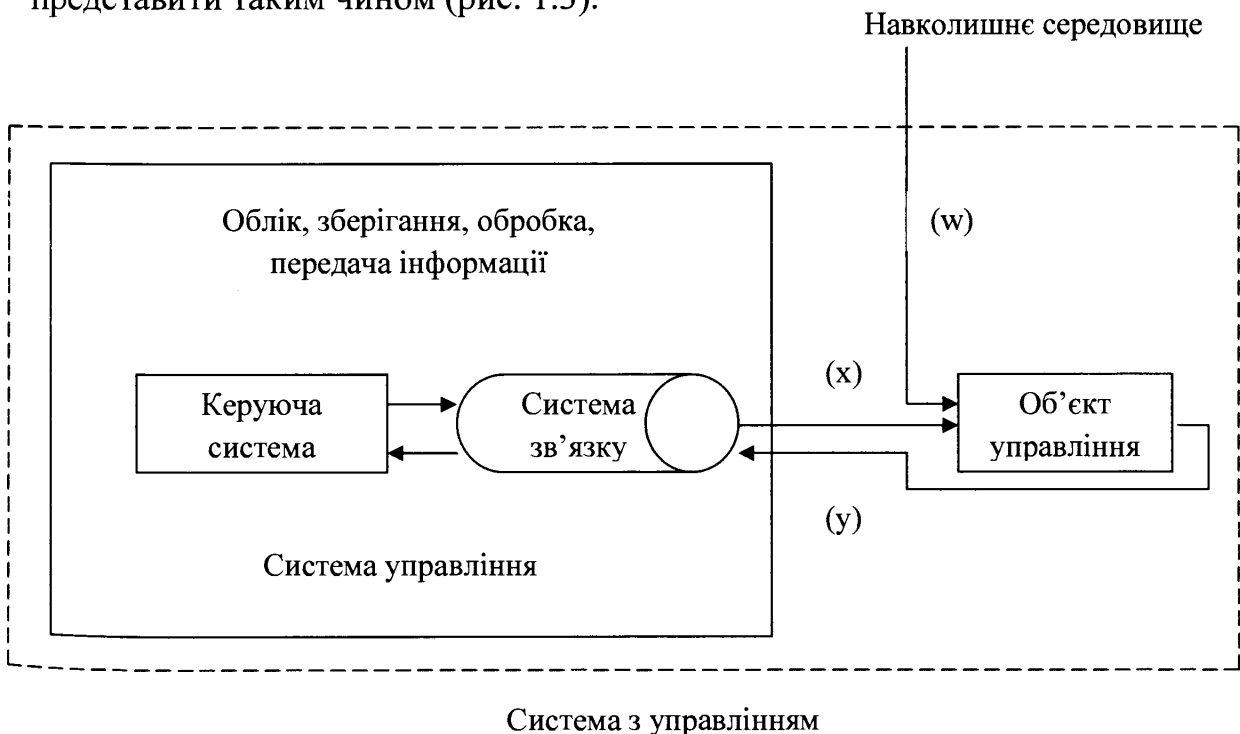 представити таким чином (рис. 1.3).
Навколишнє середовище
Облік, зберігання, обробка,
передача інформації
(w)
(x)
Керуюча
система
Система
зв’язку
Об’єкт
управління
(y)
Система управління
Система з управлінням